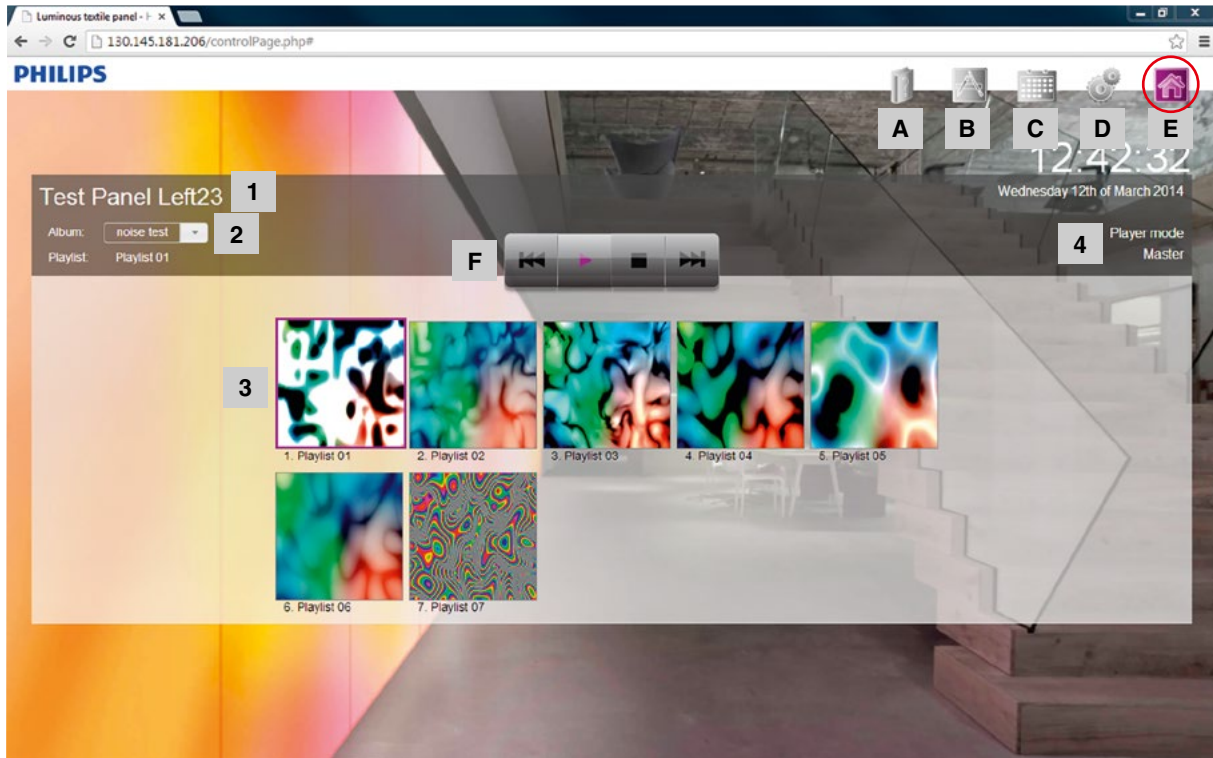 Luminous textile panel - H
130.145.181.206/controlPage.php#
PHILIPS
A B C D E
12:42:32
Wednesday 12th of March 2014
Test Panel Left23 1
Album: noise test 2
Playlist: Playlist 01
F
4 Player mode
Master
3
1. Playlist 01 2. Playlist 02 3. Playlist 03 4. Playlist 04 5. Playlist 05
6. Playlist 06 7. Playlist 07